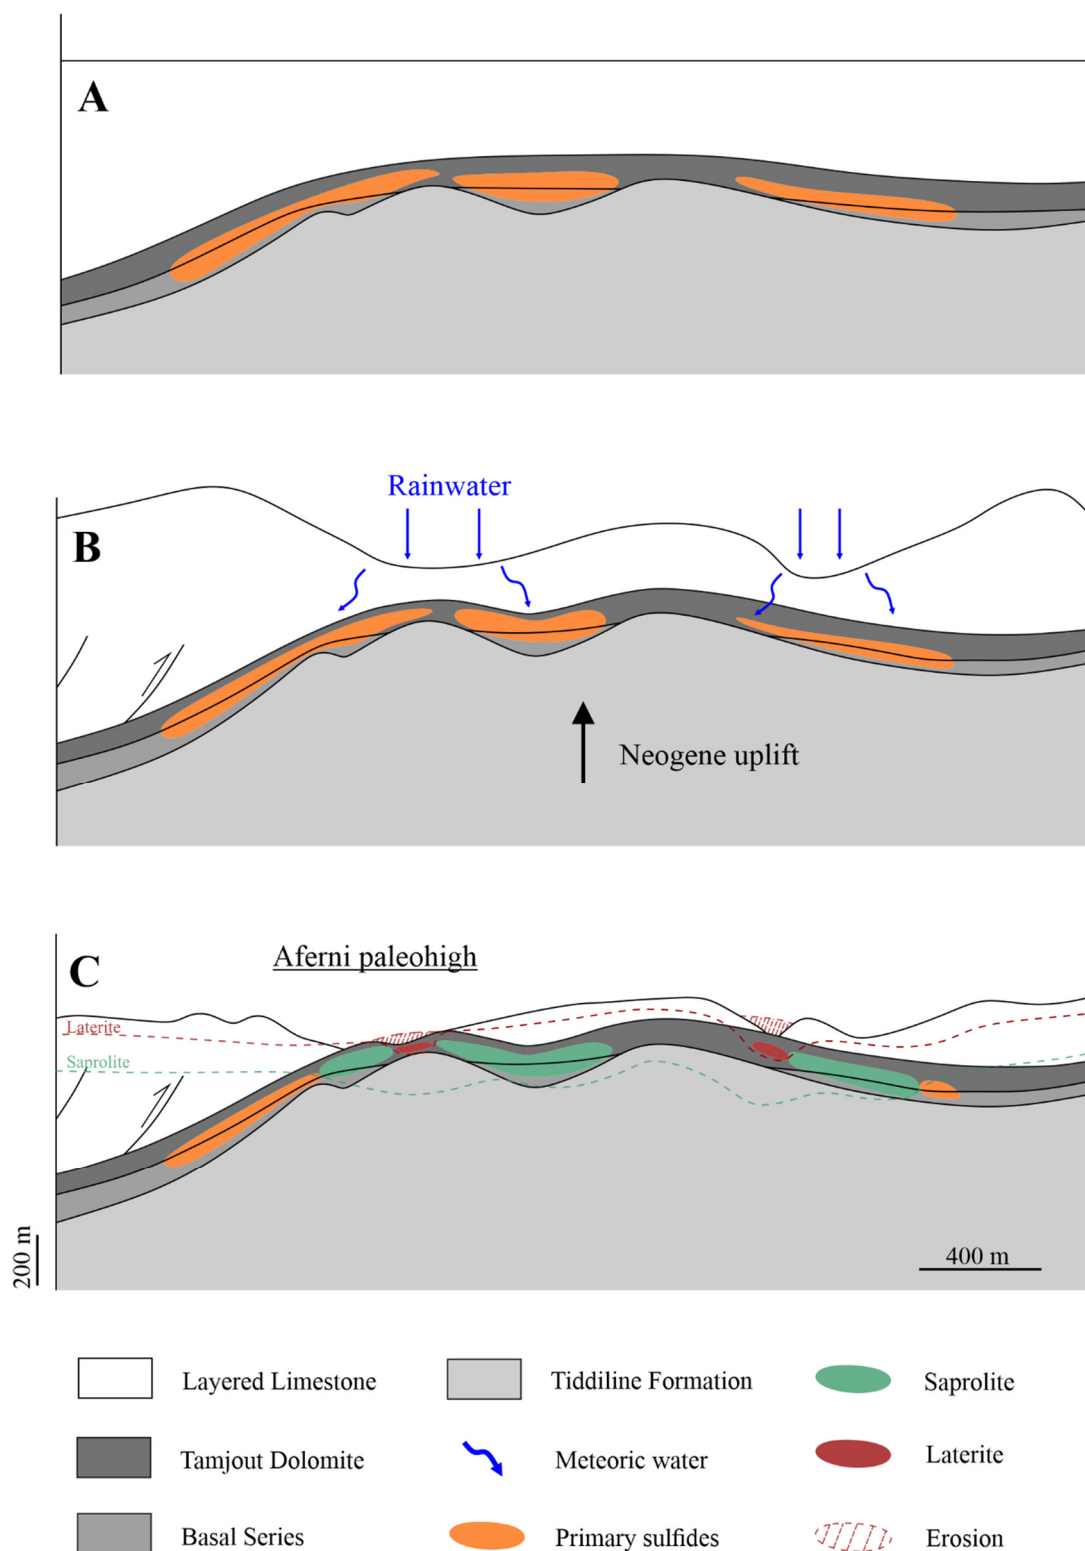 A
Rainwater
B
Neogene uplift
Aferni paleohigh
C
Laterite
Saprolite
200 m
400 m
Layered Limestone
Tiddiline Formation
Saprolite
Tamjout Dolomite
Meteoric water
Laterite
Basal Series
Primary sulfides
Erosion